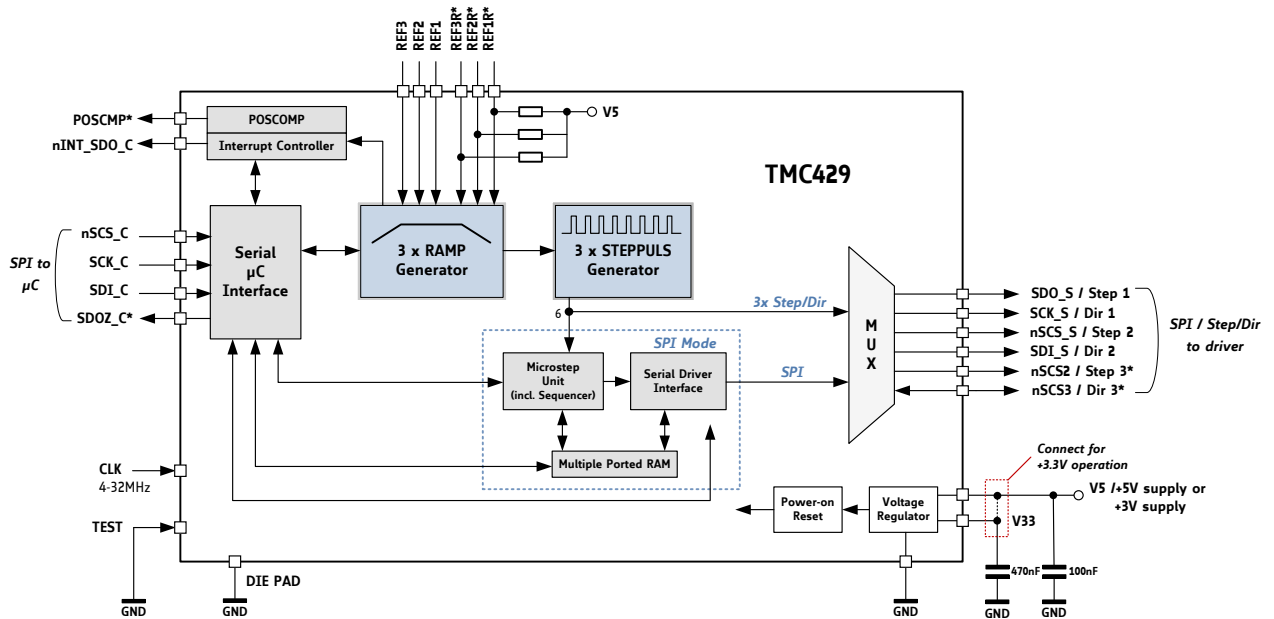 REF3
REF2
REF1
REF3R*
REF2R*
REF1R*
V5
POSCMP*
nINT_SDO_C
POSCOMP
Interrupt Controller
TMC429
SPI to
µC
nSCS_C
SCK_C
SDI_C
SDOZ_C*
Serial
µC
Interface
3 x RAMP
Generator
3 x STEPPULS
Generator
6
3x Step/Dir
SPI Mode
Microstep
Unit
(incl. Sequencer)
Serial Driver
Interface
SPI
Multiple Ported RAM
M
U
X
SDO_S / Step 1
SCK_S / Dir 1
nSCS_S / Step 2
SDI_S / Dir 2
nSCS2 / Step 3*
nSCS3 / Dir 3*
SPI / Step/Dir
to driver
CLK
4-32MHz
TEST
GND
DIE PAD
GND
Power-on
Reset
Voltage
Regulator
GND
Connect for
+3.3V operation
V5 /+5V supply or
+3V supply
V33
470nF
100nF
GND
GND